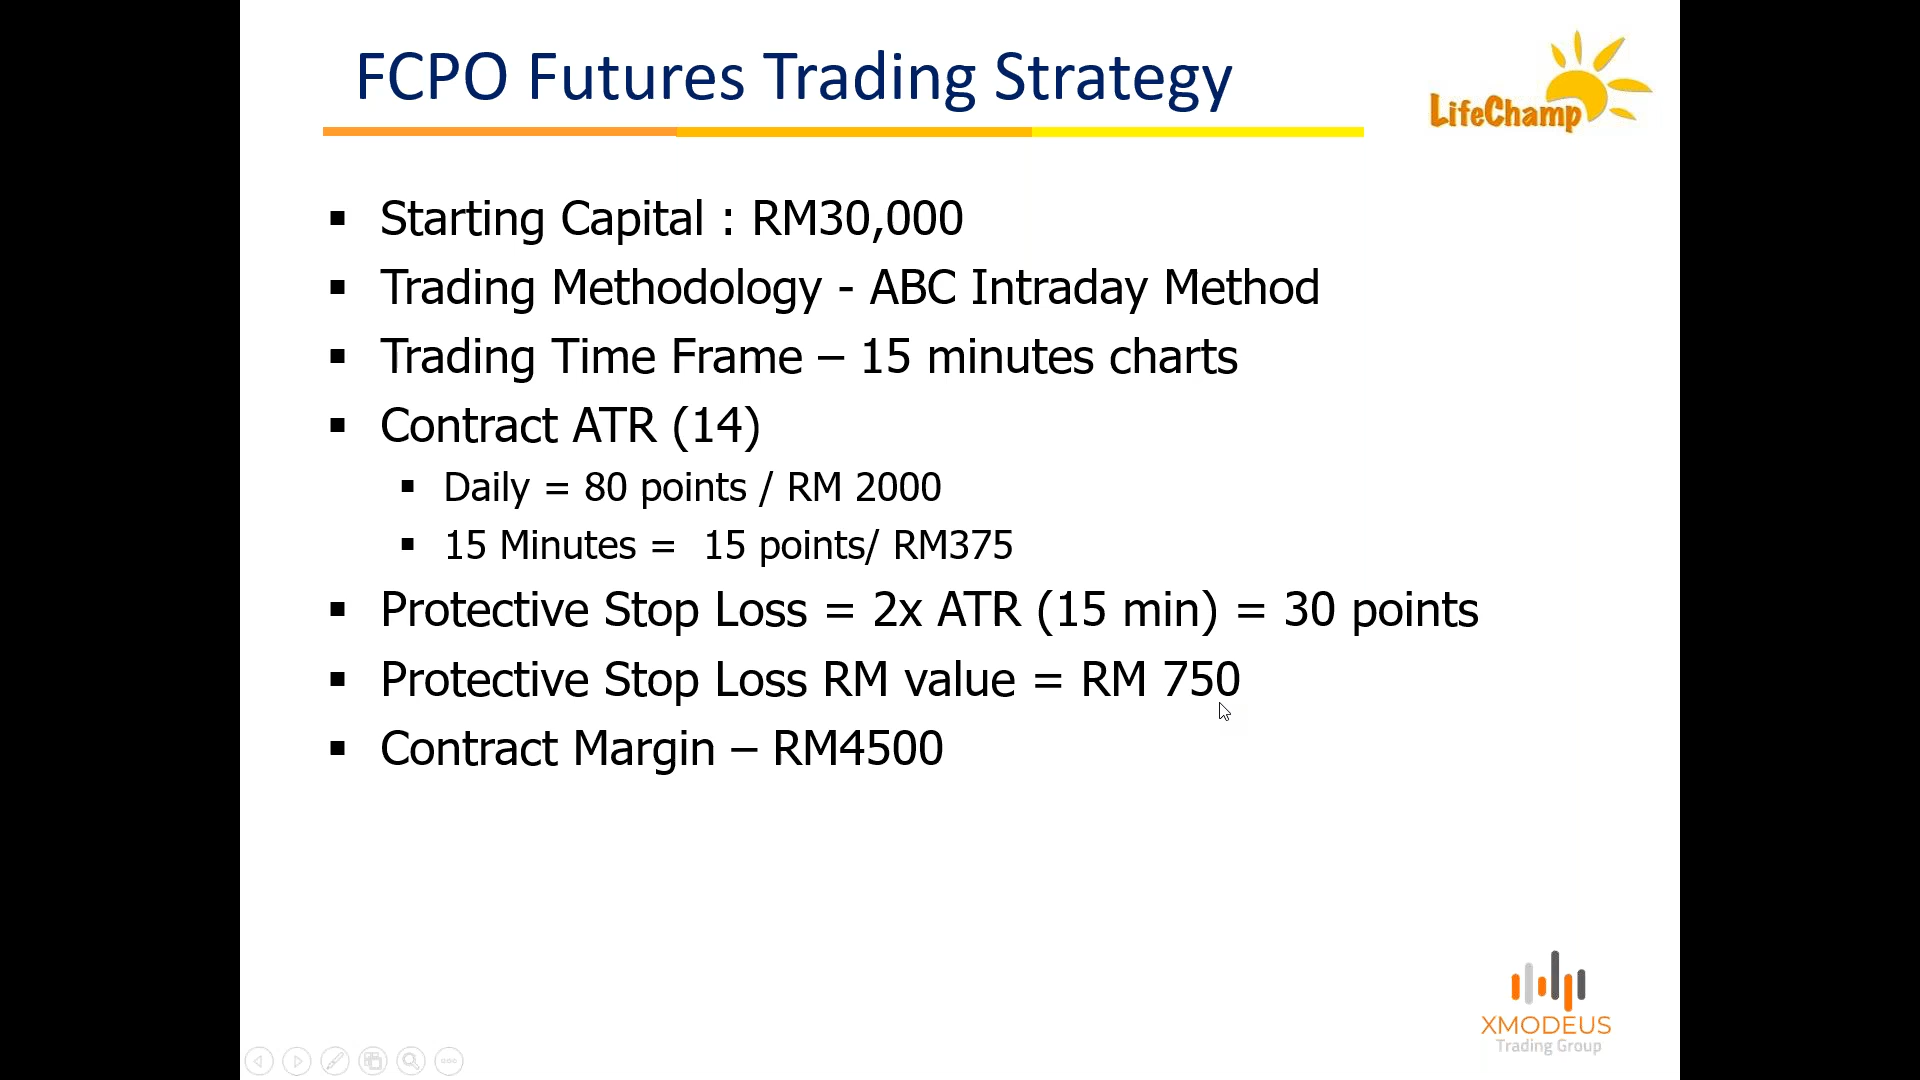 FCPO Futures Trading Strategy
LifeChamp
Starting Capital : RM30,000
Trading Methodology - ABC Intraday Method
Trading Time Frame – 15 minutes charts
Contract ATR (14)
Daily = 80 points / RM 2000
15 Minutes = 15 points/ RM375
Protective Stop Loss = 2x ATR (15 min) = 30 points
Protective Stop Loss RM value = RM 750
Contract Margin – RM4500
XMODEUS
Trading Group